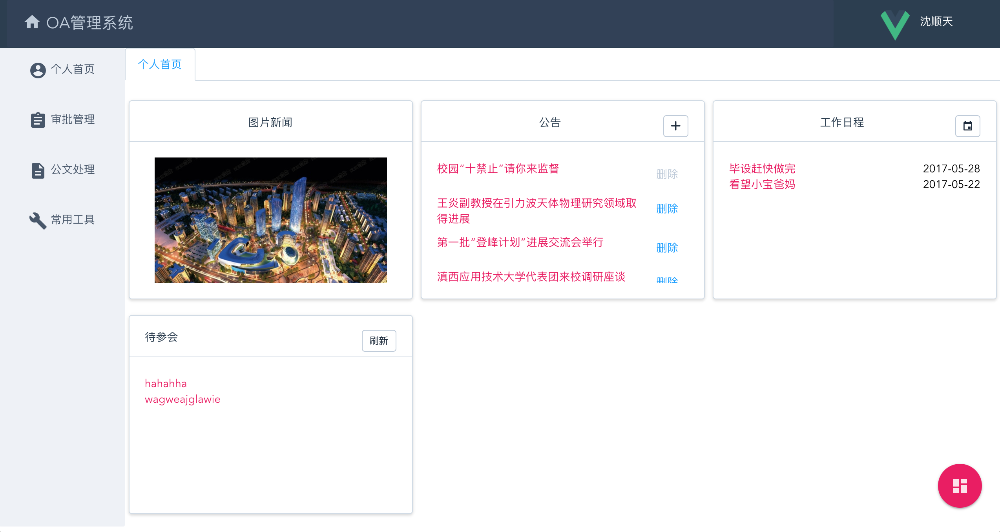 OA管理系统
沈顺天
个人首页
审批管理
公文处理
常用工具
个人首页
图片新闻
公告
校园“十禁止”请你来监督
删除
王炎副教授在引力波天体物理研究领域取
得进展
删除
第一批“登峰计划”进展交流会举行
删除
滇西应用技术大学代表团来校调研座谈
删除
工作日程
毕设赶快做完 2017-05-28
看望小宝爸妈 2017-05-22
待参会
刷新
hahahha
wagweajglawie